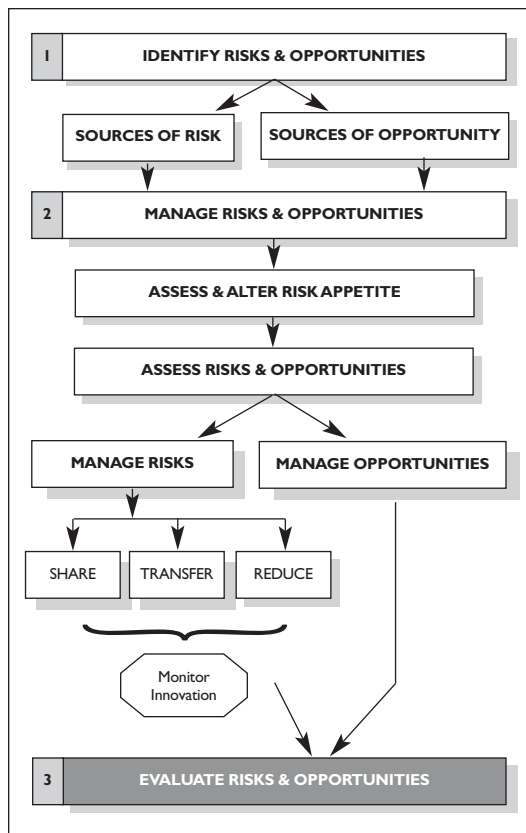 1 IDENTIFY RISKS & OPPORTUNITIES
SOURCES OF RISK
SOURCES OF OPPORTUNITY
2 MANAGE RISKS & OPPORTUNITIES
ASSESS & ALTER RISK APPETITE
ASSESS RISKS & OPPORTUNITIES
MANAGE RISKS
MANAGE OPPORTUNITIES
SHARE
TRANSFER
REDUCE
Monitor
Innovation
3 EVALUATE RISKS & OPPORTUNITIES